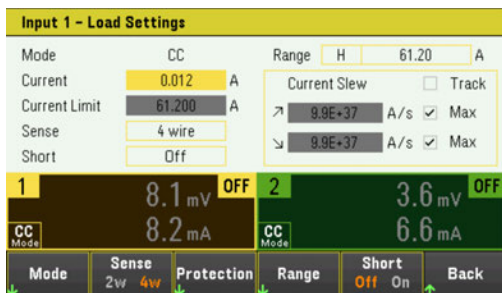 Input 1 – Load Settings
Mode CC Range H 61.20 A
Current 0.012 A Current Slew Track
Current Limit 61.200 A 9.9E+37 A/s Max
Sense 4 wire 9.9E+37 A/s Max
Short Off
1 8.1 mV OFF 2 3.6 mV OFF
CC Mode 8.2 mA CC Mode 6.6 mA
Mode Sense 2w 4w Protection Range Short Off On Back